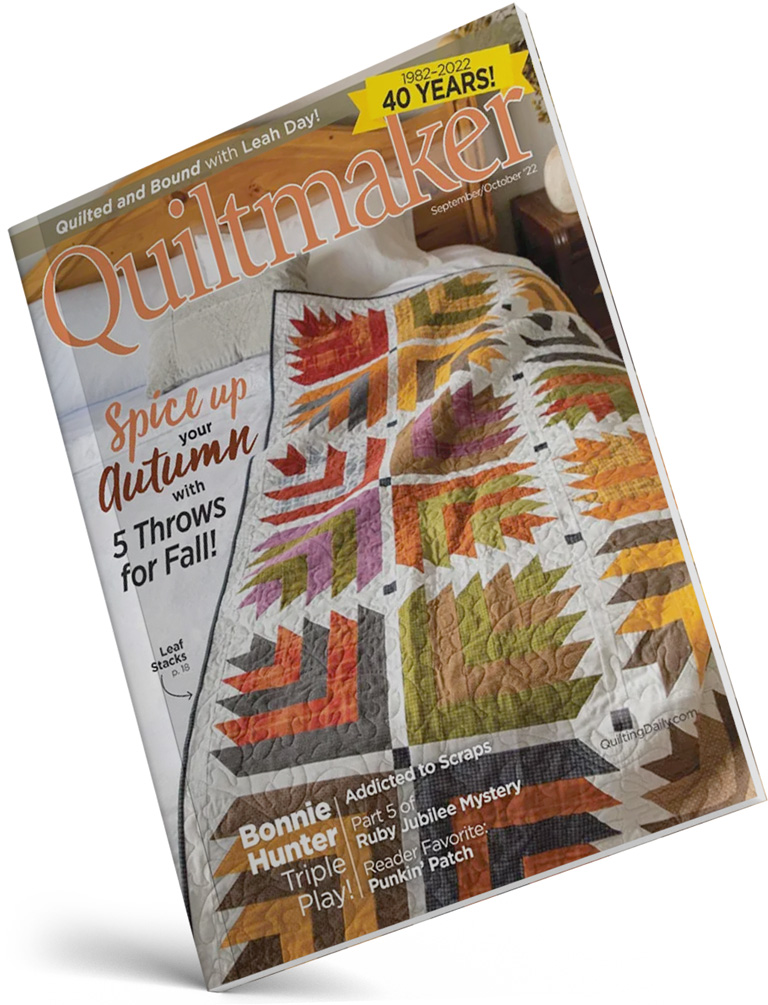 1982–2022
40 YEARS!
Quilted and Bound with Leah Day!
Quiltmaker
September/October '22
Spice up
your
Autumn
with
5 Throws
for Fall!
Leaf
Stacks
p. 18
QuiltingDaily.com
Bonnie
Hunter
Triple
Play!
Addicted to Scraps
Part 5 of
Ruby Jubilee Mystery
Reader Favorite:
Punkin' Patch